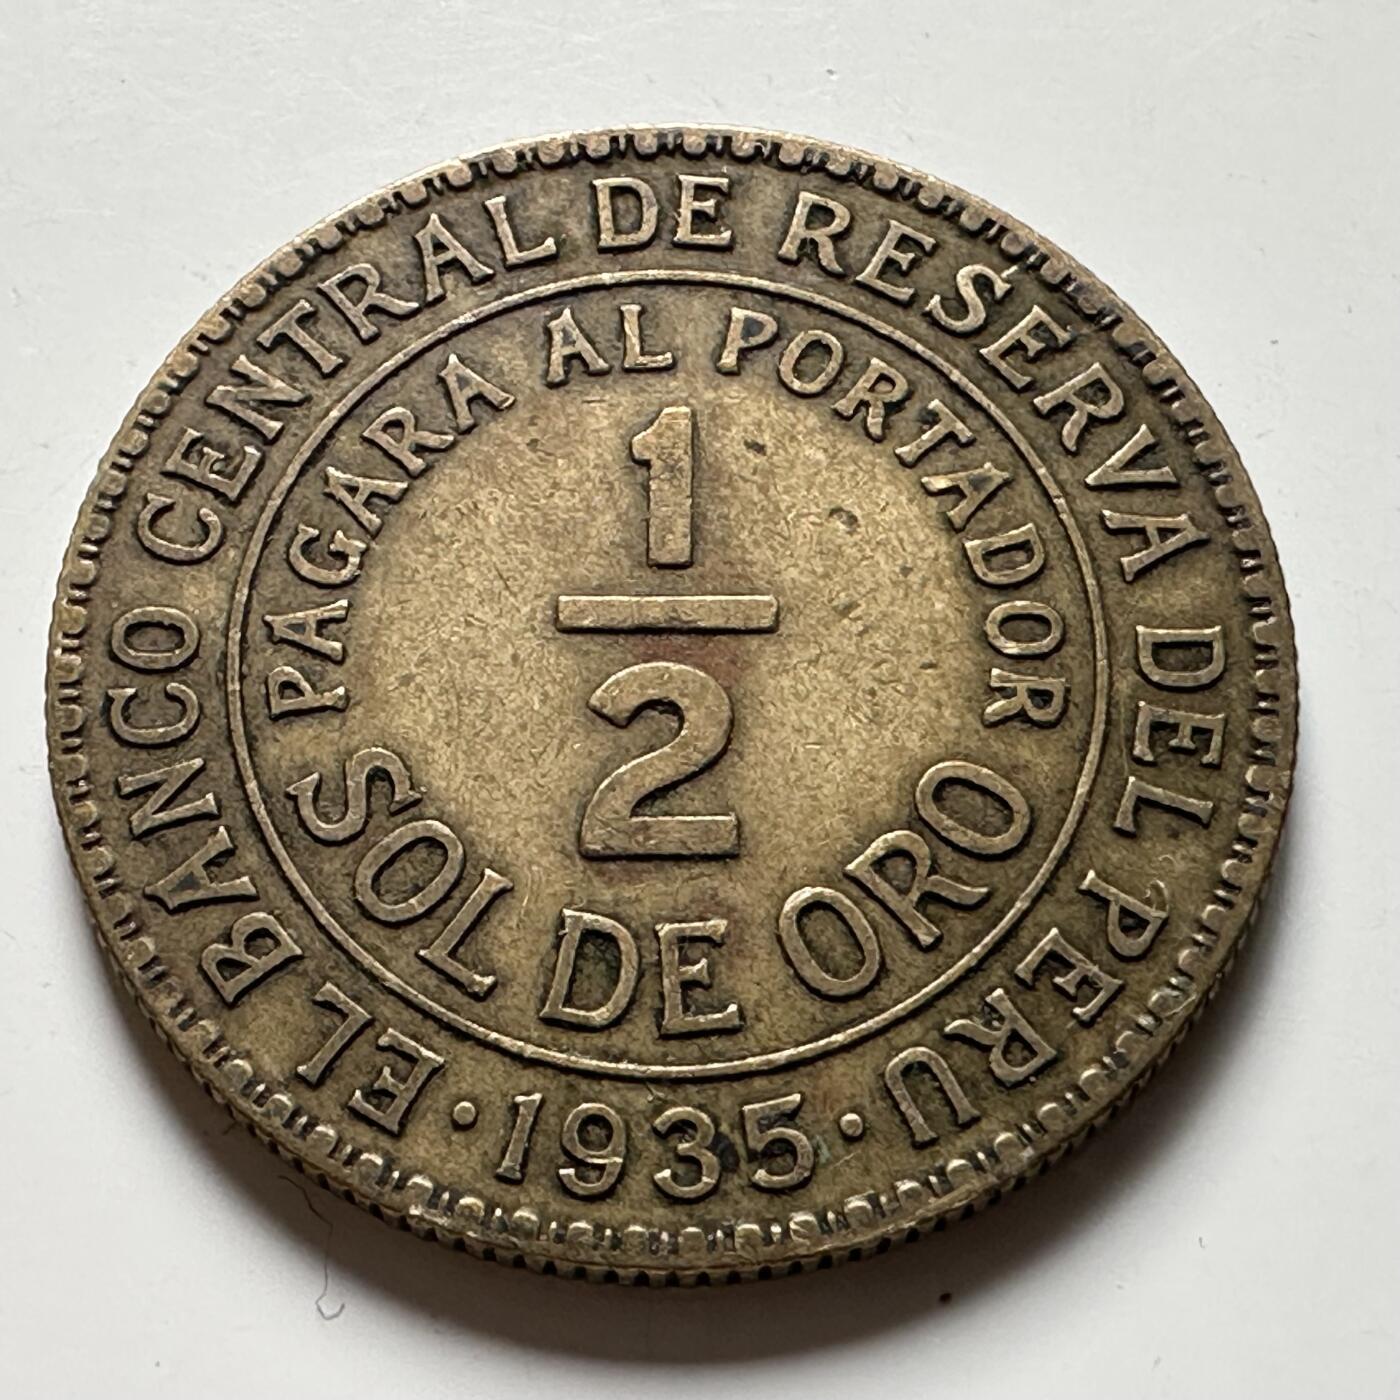 EL BANCO CENTRAL DE RESERVA DEL PERU
PAGARA AL PORTADOR
1
2
SOL DE ORO
· 1935 ·